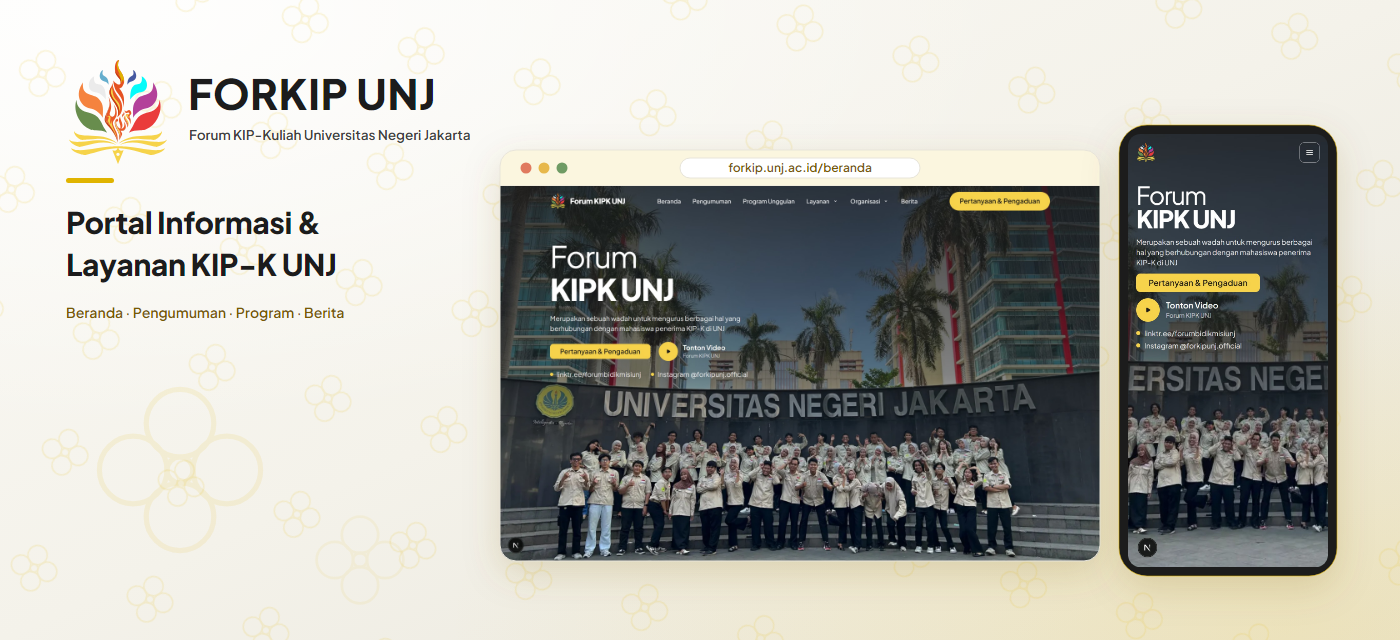 FORKIP UNJ
Forum KIP-Kuliah Universitas Negeri Jakarta
Portal Informasi &
Layanan KIP-K UNJ
Beranda · Pengumuman · Program · Berita
forkip.unj.ac.id/beranda
Forum KIPK UNJ
Beranda
Pengumuman
Program Unggulan
Layanan
Organisasi
Berita
Pertanyaan & Pengaduan
Forum
KIPK UNJ
Merupakan sebuah wadah untuk mengurus berbagai hal yang
berhubungan dengan mahasiswa penerima KIP-K di UNJ
Pertanyaan & Pengaduan
Tonton Video
Forum KIPK UNJ
linktr.ee/forumbidikmisiunj
Instagram @forkipunj.official
UNIVERSITAS NEGERI JAKARTA
N
Forum
KIPK UNJ
Merupakan sebuah wadah untuk mengurus berbagai
hal yang berhubungan dengan mahasiswa penerima
KIP-K di UNJ
Pertanyaan & Pengaduan
Tonton Video
Forum KIPK UNJ
linktr.ee/forumbidikmisiunj
Instagram @forkipunj.official
ERSITAS NEGE
N